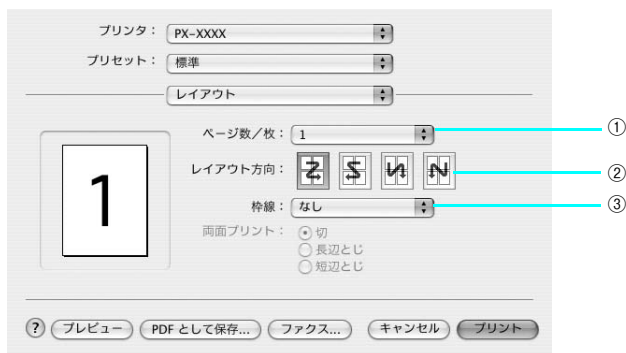 プリンタ： PX-XXXX
プリセット： 標準
レイアウト
ページ数／枚： 1 ①
レイアウト方向： ②
枠線： なし ③
両面プリント： 切
長辺とじ
短辺とじ
1
? プレビュー PDF として保存... ファクス... キャンセル プリント